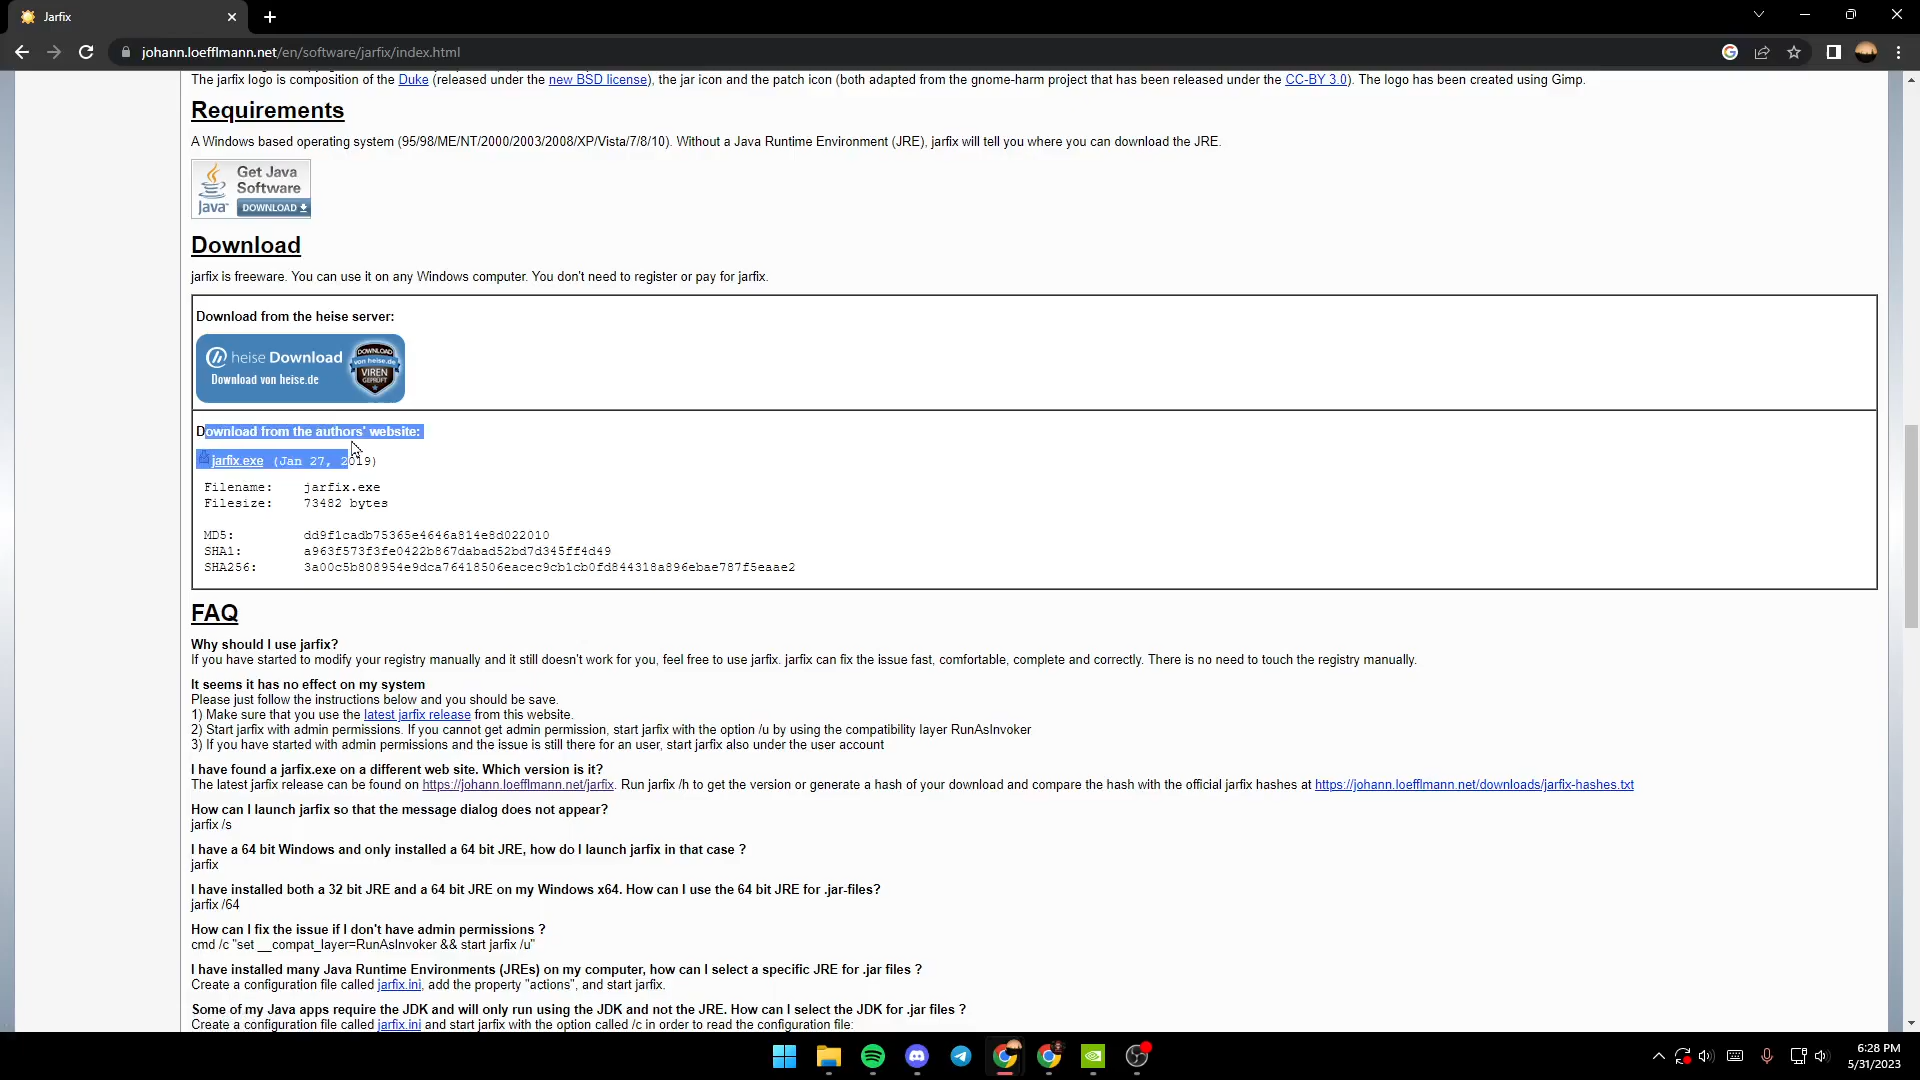 Jarfix
johann.loefflmann.net/en/software/jarfix/index.html
The jarfix logo is composition of the Duke (released under the new BSD license), the jar icon and the patch icon (both adapted from the gnome-harm project that has been released under the CC-BY 3.0). The logo has been created using Gimp.
Requirements
A Windows based operating system (95/98/ME/NT/2000/2003/2008/XP/Vista/7/8/10). Without a Java Runtime Environment (JRE), jarfix will tell you where you can download the JRE.
Get Java
Software
Java
DOWNLOAD
Download
jarfix is freeware. You can use it on any Windows computer. You don't need to register or pay for jarfix.
Download from the heise server:
heise Download
Download von heise.de
DOWNLOAD
von heise.de
VIREN
GEPRÜFT
Download from the authors' website:
jarfix.exe (Jan 27, 2019)
Filename: jarfix.exe
Filesize: 73482 bytes
MD5: dd9f1cadb75365e4646a814e8d022010
SHA1: a963f573f3fe0422b867dabad52bd7d345ff4d49
SHA256: 3a00c5b808954e9dca76418506eacec9cb1cb0fd844318a896ebae787f5eaae2
FAQ
Why should I use jarfix?
If you have started to modify your registry manually and it still doesn't work for you, feel free to use jarfix. jarfix can fix the issue fast, comfortable, complete and correctly. There is no need to touch the registry manually.
It seems it has no effect on my system
Please just follow the instructions below and you should be save.
1) Make sure that you use the latest jarfix release from this website.
2) Start jarfix with admin permissions. If you cannot get admin permission, start jarfix with the option /u by using the compatibility layer RunAsInvoker
3) If you have started with admin permissions and the issue is still there for an user, start jarfix also under the user account
I have found a jarfix.exe on a different web site. Which version is it?
The latest jarfix release can be found on https://johann.loefflmann.net/jarfix. Run jarfix /h to get the version or generate a hash of your download and compare the hash with the official jarfix hashes at https://johann.loefflmann.net/downloads/jarfix-hashes.txt
How can I launch jarfix so that the message dialog does not appear?
jarfix /s
I have a 64 bit Windows and only installed a 64 bit JRE, how do I launch jarfix in that case ?
jarfix
I have installed both a 32 bit JRE and a 64 bit JRE on my Windows x64. How can I use the 64 bit JRE for .jar-files?
jarfix /64
How can I fix the issue if I don't have admin permissions ?
cmd /c "set __compat_layer=RunAsInvoker && start jarfix /u"
I have installed many Java Runtime Environments (JREs) on my computer, how can I select a specific JRE for .jar files ?
Create a configuration file called jarfix.ini, add the property "actions", and start jarfix.
Some of my Java apps require the JDK and will only run using the JDK and not the JRE. How can I select the JDK for .jar files ?
Create a configuration file called jarfix.ini and start jarfix with the option called /c in order to read the configuration file:
6:28 PM
5/31/2023